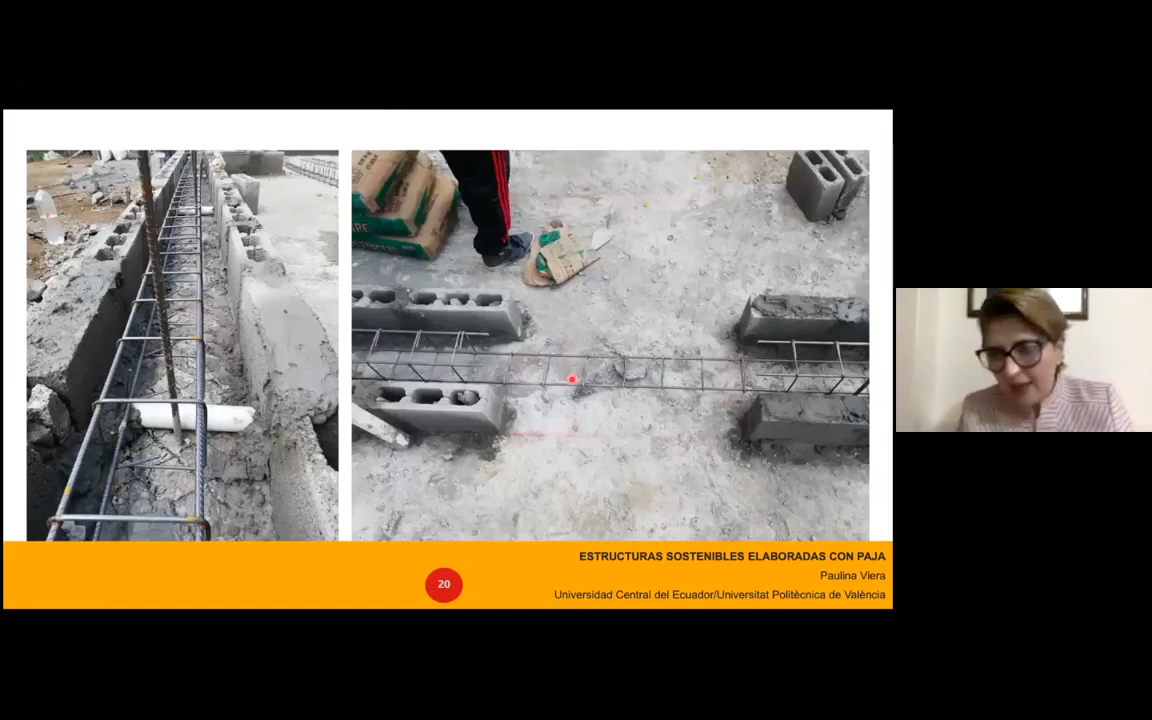 ESTRUCTURAS SOSTENIBLES ELABORADAS CON PAJA
Paulina Viera
20
Universidad Central del Ecuador/Universitat Politècnica de València